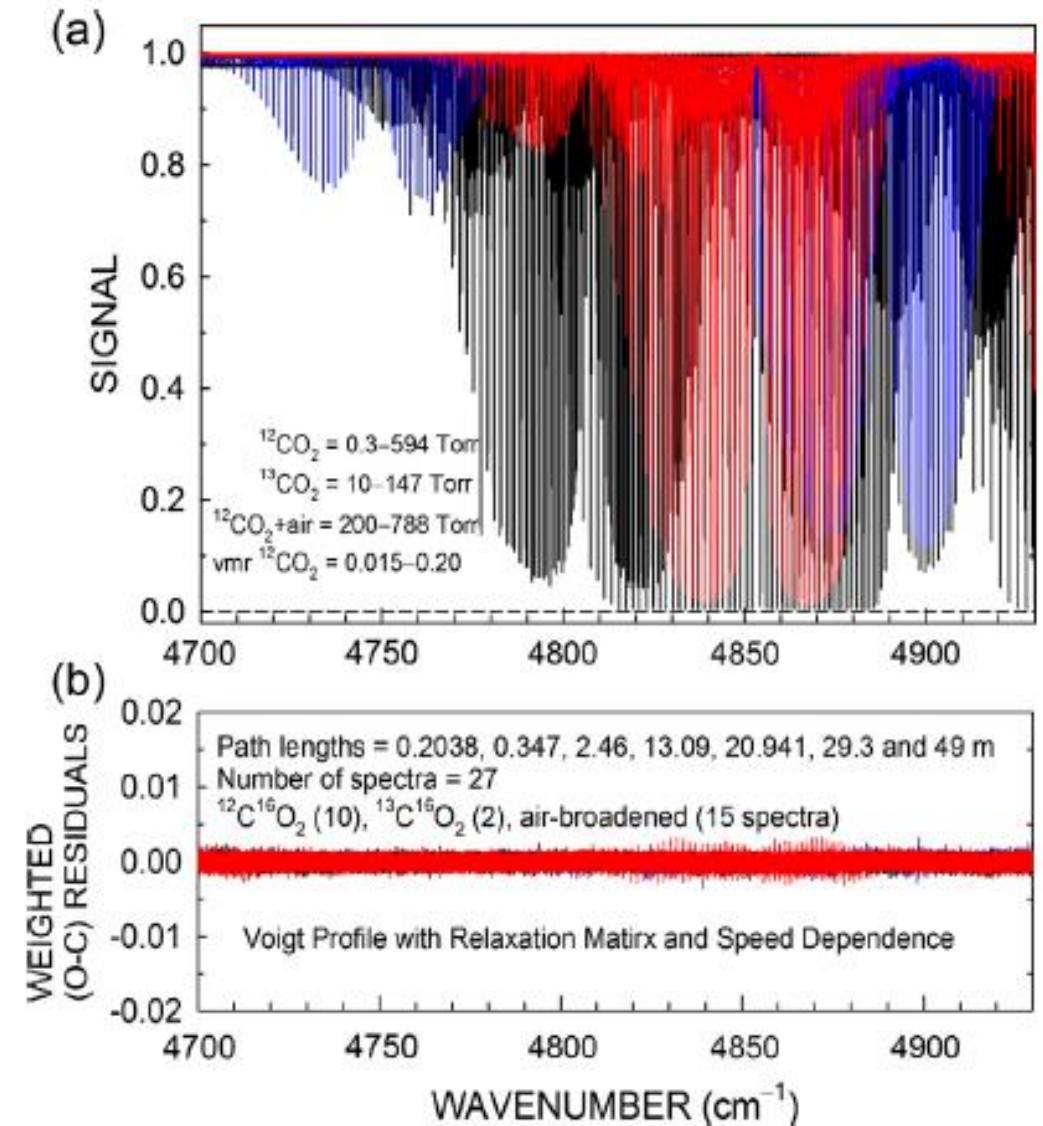 (a)
1.0
0.8
0.6
0.4
0.2
0.0
SIGNAL
¹²CO₂ = 0.3–594 Torr
¹³CO₂ = 10–147 Torr
¹²CO₂+air = 200–788 Torr
vmr ¹²CO₂ = 0.015–0.20
4700 4750 4800 4850 4900
(b)
0.02
0.01
0.00
-0.01
-0.02
WEIGHTED
(O-C) RESIDUALS
Path lengths = 0.2038, 0.347, 2.46, 13.09, 20.941, 29.3 and 49 m
Number of spectra = 27
¹²C¹⁶O₂ (10), ¹³C¹⁶O₂ (2), air-broadened (15 spectra)
Voigt Profile with Relaxation Matirx and Speed Dependence
4700 4750 4800 4850 4900
WAVENUMBER (cm⁻¹)